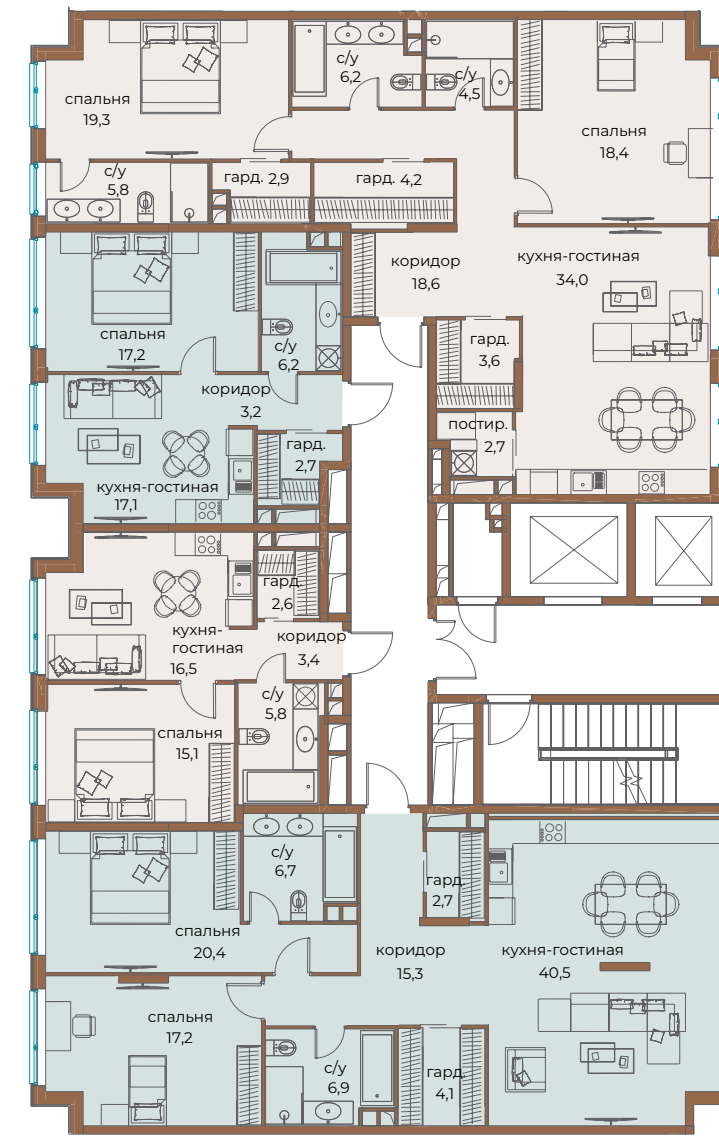 спальня
19,3
с/у
6,2
с/у
4,5
спальня
18,4
с/у
5,8
гард. 2,9
гард. 4,2
коридор
18,6
кухня-гостиная
34,0
спальня
17,2
с/у
6,2
гард.
3,6
коридор
3,2
постир.
2,7
гард.
2,7
кухня-гостиная
17,1
гард.
2,6
кухня-
гостиная
16,5
коридор
3,4
с/у
5,8
спальня
15,1
с/у
6,7
гард.
2,7
спальня
20,4
коридор
15,3
кухня-гостиная
40,5
спальня
17,2
с/у
6,9
гард.
4,1